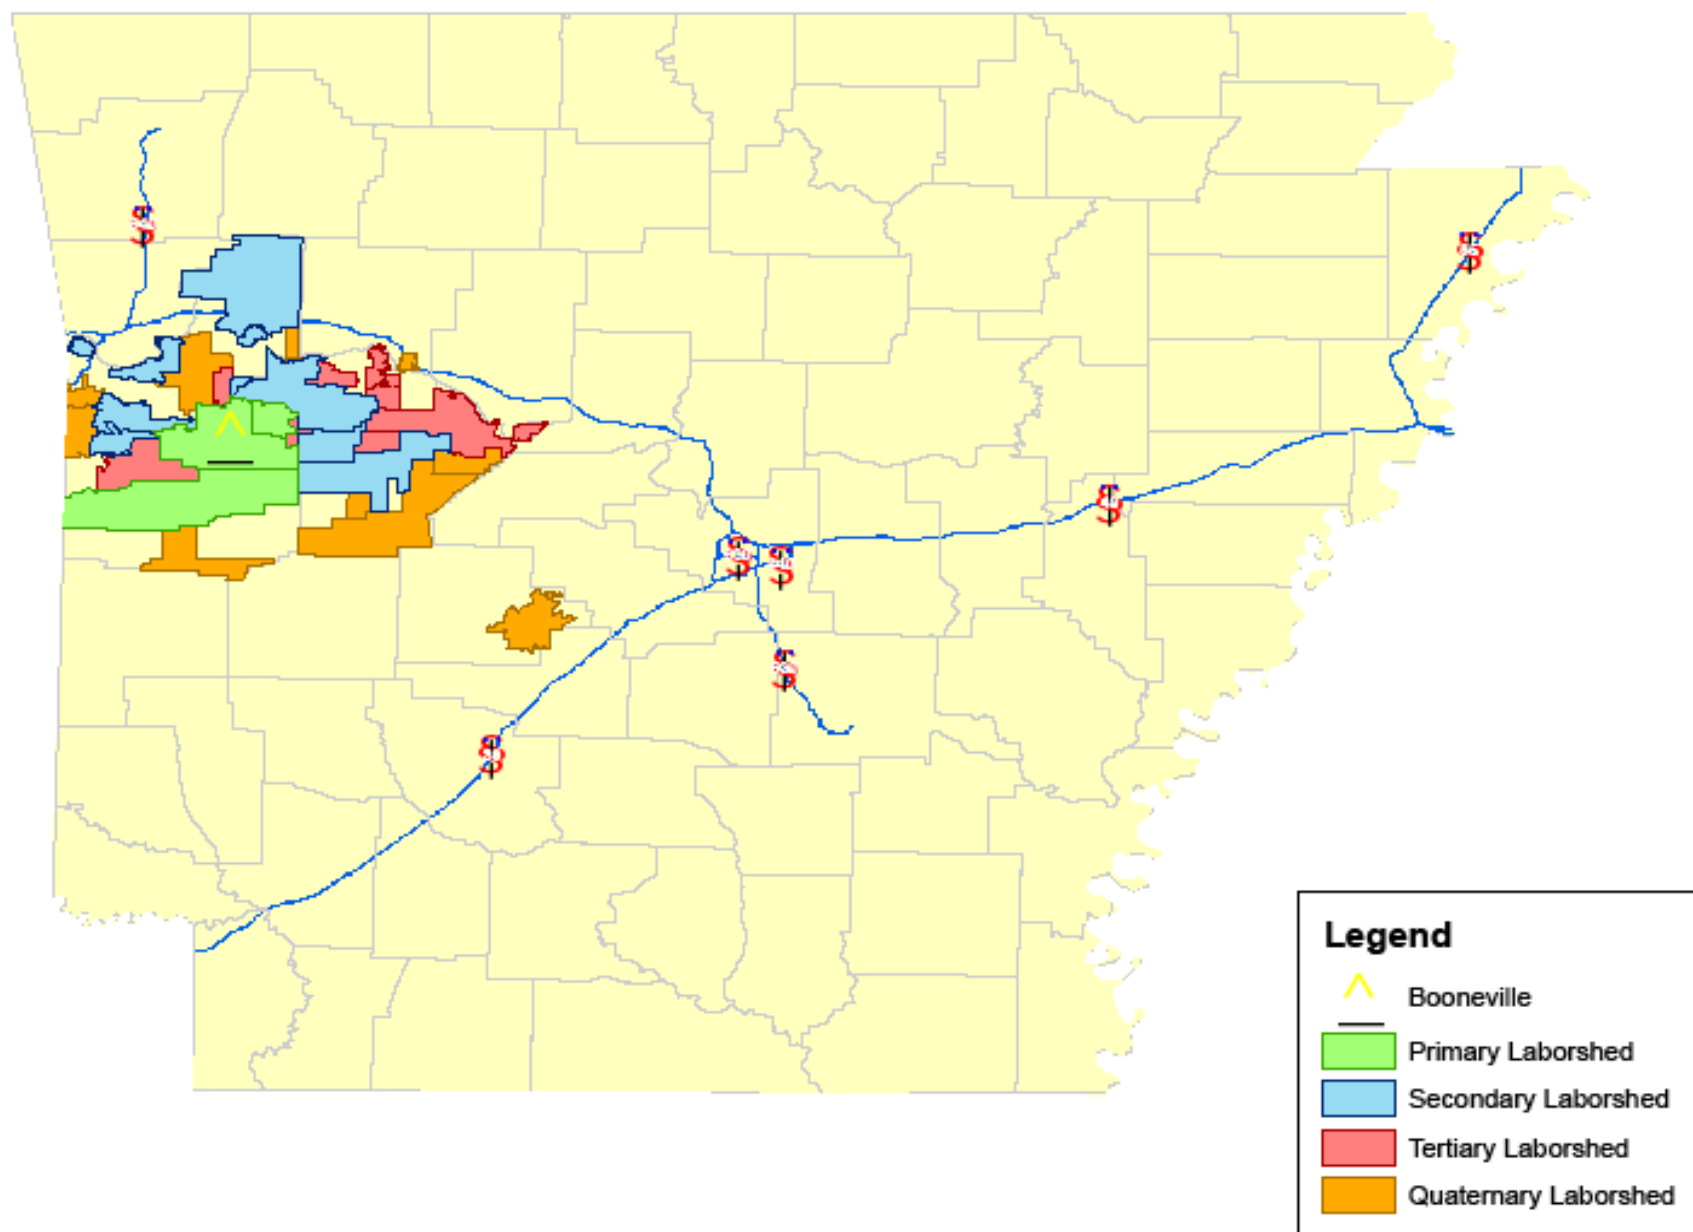 Legend
Booneville
Primary Laborshed
Secondary Laborshed
Tertiary Laborshed
Quaternary Laborshed